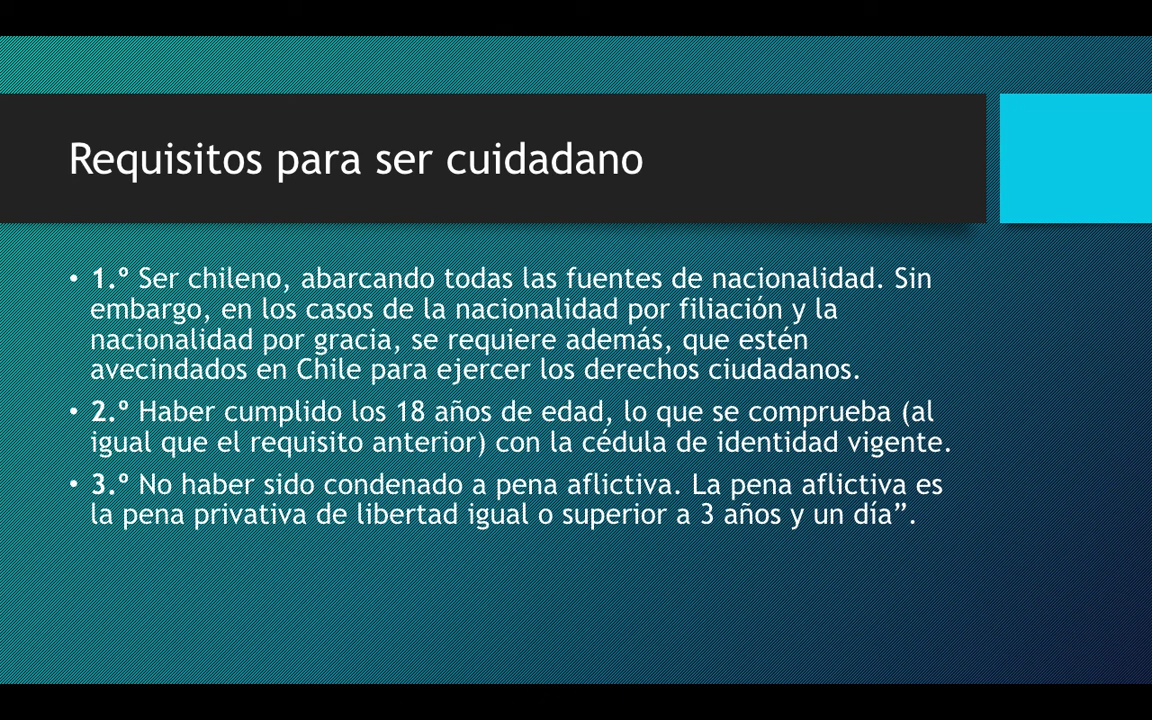 Requisitos para ser cuidadano
• 1.º Ser chileno, abarcando todas las fuentes de nacionalidad. Sin
embargo, en los casos de la nacionalidad por filiación y la
nacionalidad por gracia, se requiere además, que estén
avecindados en Chile para ejercer los derechos ciudadanos.
• 2.º Haber cumplido los 18 años de edad, lo que se comprueba (al
igual que el requisito anterior) con la cédula de identidad vigente.
• 3.º No haber sido condenado a pena aflictiva. La pena aflictiva es
la pena privativa de libertad igual o superior a 3 años y un día”.